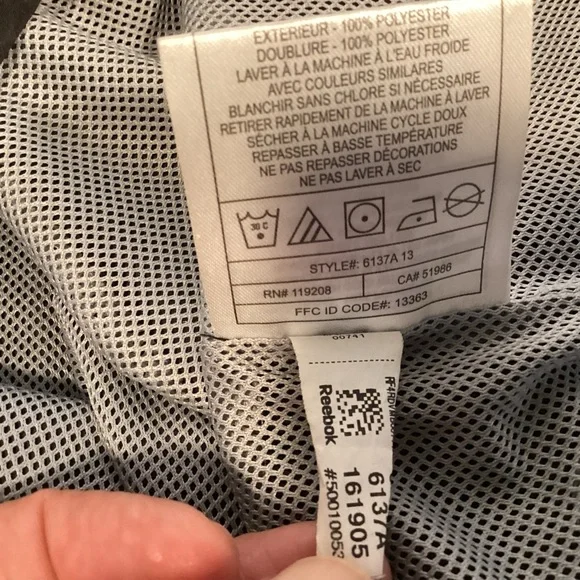 EXTERIEUR - 100% POLYESTER
DOUBLURE - 100% POLYESTER
LAVER À LA MACHINE À L'EAU FROIDE
AVEC COULEURS SIMILAIRES
BLANCHIR SANS CHLORE SI NÉCESSAIRE
RETIRER RAPIDEMENT DE LA MACHINE À LAVER
SÈCHER À LA MACHINE CYCLE DOUX
REPASSER À BASSE TEMPÉRATURE
NE PAS REPASSER DÉCORATIONS
NE PAS LAVER À SEC
30 C
STYLE#: 6137A 13
RN# 119208
CA# 51986
FFC ID CODE#: 13363
Reebok
6137A
161905